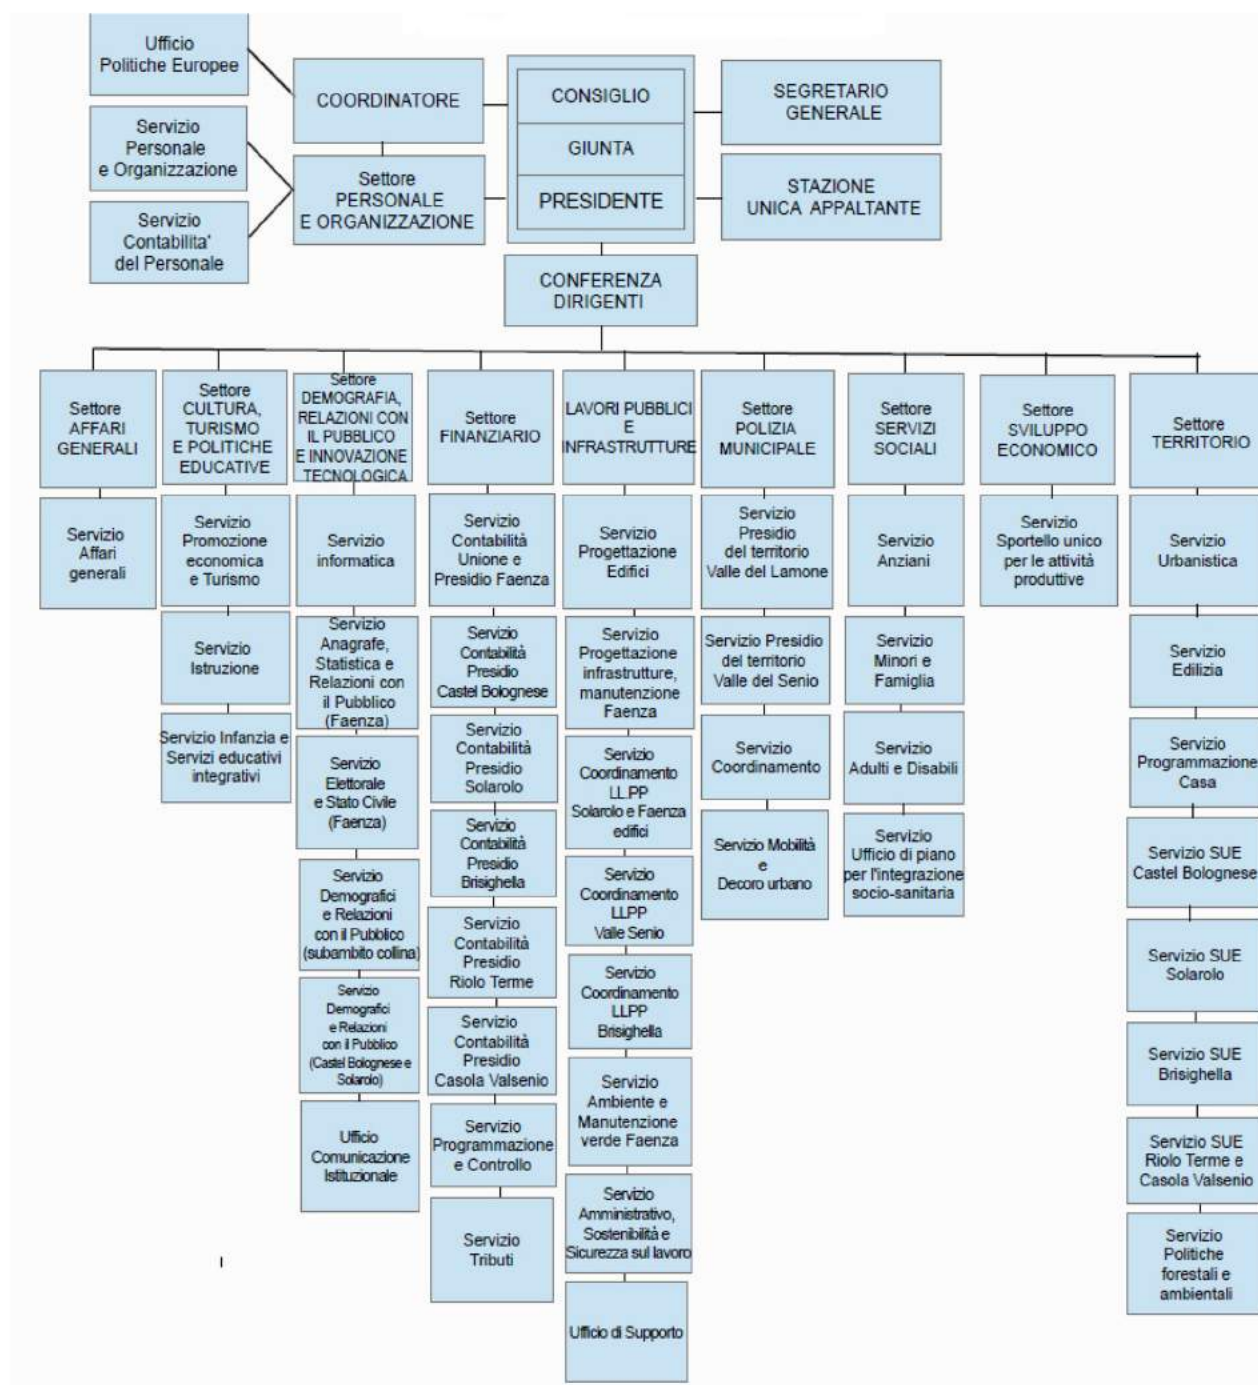 Ufficio
Politiche Europee
COORDINATORE
CONSIGLIO
SEGRETARIO
GENERALE
Servizio
Personale
e Organizzazione
GIUNTA
Settore
PERSONALE
E ORGANIZZAZIONE
PRESIDENTE
STAZIONE
UNICA APPALTANTE
Servizio
Contabilita'
del Personale
CONFERENZA
DIRIGENTI
Settore
AFFARI
GENERALI
Servizio
Affari
generali
Settore
CULTURA,
TURISMO
E POLITICHE
EDUCATIVE
Servizio
Promozione
economica
e Turismo
Servizio
Istruzione
Servizio Infanzia e
Servizi educativi
integrativi
Settore
DEMOGRAFIA,
RELAZIONI CON
IL PUBBLICO
E INNOVAZIONE
TECNOLOGICA
Servizio
informatica
Servizio
Anagrafe,
Statistica e
Relazioni con
il Pubblico
(Faenza)
Servizio
Elettorale
e Stato Civile
(Faenza)
Servizio
Demografici
e Relazioni
con il Pubblico
(subambito collina)
Servizio
Demografici
e Relazioni
con il Pubblico
(Castel Bolognese e
Solarolo)
Ufficio
Comunicazione
Istituzionale
Settore
FINANZIARIO
Servizio
Contabilità
Unione e
Presidio Faenza
Servizio
Contabilità
Presidio
Castel Bolognese
Servizio
Contabilità
Presidio
Solarolo
Servizio
Contabilità
Presidio
Brisighella
Servizio
Contabilità
Presidio
Riolo Terme
Servizio
Contabilità
Presidio
Casola Valsenio
Servizio
Programmazione
e Controllo
Servizio
Tributi
LAVORI PUBBLICI
E
INFRASTRUTTURE
Servizio
Progettazione
Edifici
Servizio
Progettazione
infrastrutture,
manutenzione
Faenza
Servizio
Coordinamento
LL.PP
Solarolo e Faenza
edifici
Servizio
Coordinamento
LLPP
Valle Senio
Servizio
Coordinamento
LLPP
Brisighella
Servizio
Ambiente e
Manutenzione
verde Faenza
Servizio
Amministrativo,
Sostenibilità e
Sicurezza sul lavoro
Ufficio di Supporto
Settore
POLIZIA
MUNICIPALE
Servizio
Presidio
del territorio
Valle del Lamone
Servizio Presidio
del territorio
Valle del Senio
Servizio
Coordinamento
Servizio Mobilità
e
Decoro urbano
Settore
SERVIZI
SOCIALI
Servizio
Anziani
Servizio
Minori e
Famiglia
Servizio
Adulti e Disabili
Servizio
Ufficio di piano
per l'integrazione
socio-sanitaria
Settore
SVILUPPO
ECONOMICO
Servizio
Sportello unico
per le attività
produttive
Settore
TERRITORIO
Servizio
Urbanistica
Servizio
Edilizia
Servizio
Programmazione
Casa
Servizio SUE
Castel Bolognese
Servizio SUE
Solarolo
Servizio SUE
Brisighella
Servizio SUE
Riolo Terme e
Casola Valsenio
Servizio
Politiche
forestali e
ambientali